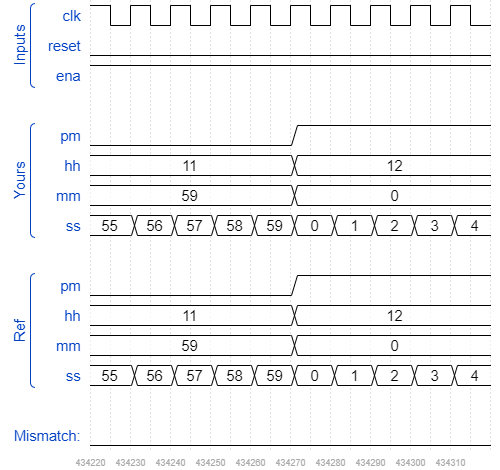 Inputs
clk
reset
ena
Yours
pm
hh 11 12
mm 59 0
ss 55 56 57 58 59 0 1 2 3 4
Ref
pm
hh 11 12
mm 59 0
ss 55 56 57 58 59 0 1 2 3 4
Mismatch:
434220 434230 434240 434250 434260 434270 434280 434290 434300 434310